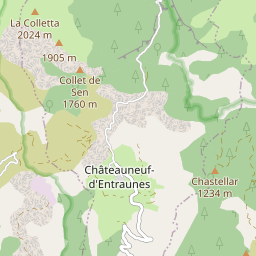 La Colletta
2024 m
1905 m
Collet de
Sen
1760 m
Châteauneuf-
d'Entraunes
Chastellar
1234 m